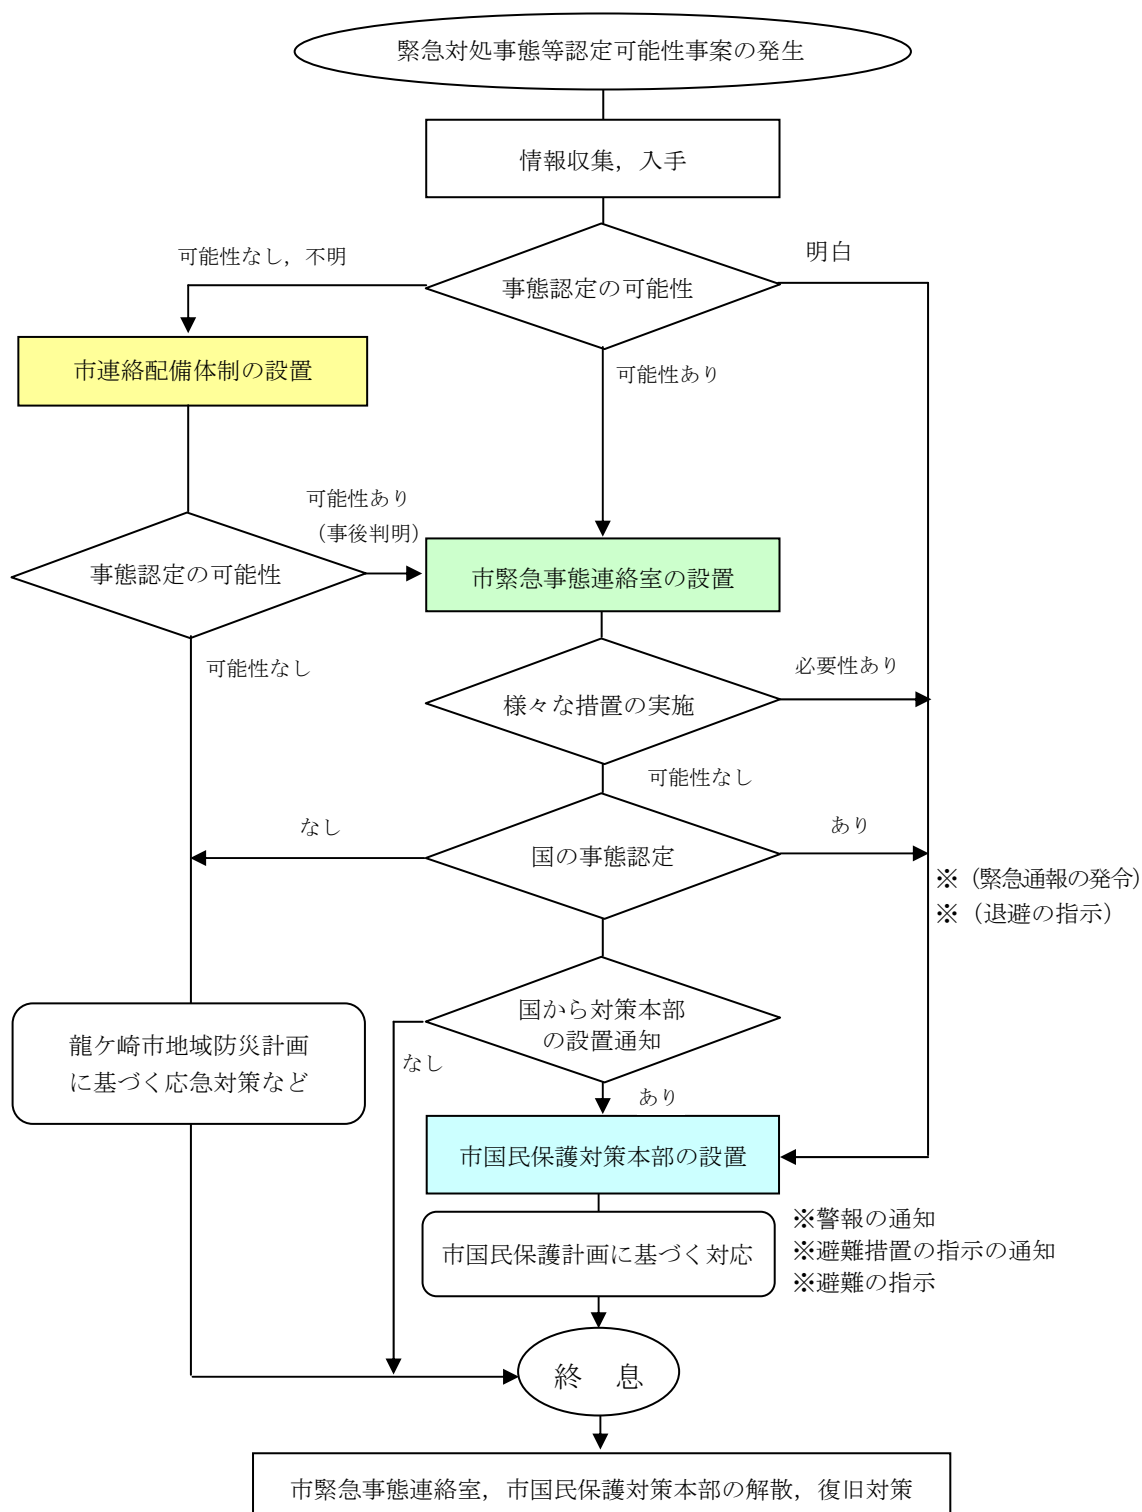 緊急対処事態等認定可能性事案の発生
情報収集，入手
可能性なし，不明
明白
事態認定の可能性
市連絡配備体制の設置
可能性あり
可能性あり
（事後判明）
事態認定の可能性
市緊急事態連絡室の設置
可能性なし
必要性あり
様々な措置の実施
可能性なし
なし
あり
国の事態認定
※（緊急通報の発令）
※（退避の指示）
国から対策本部
の設置通知
龍ケ崎市地域防災計画
に基づく応急対策など
なし
あり
市国民保護対策本部の設置
※警報の通知
市国民保護計画に基づく対応
※避難措置の指示の通知
※避難の指示
終　息
市緊急事態連絡室，市国民保護対策本部の解散，復旧対策